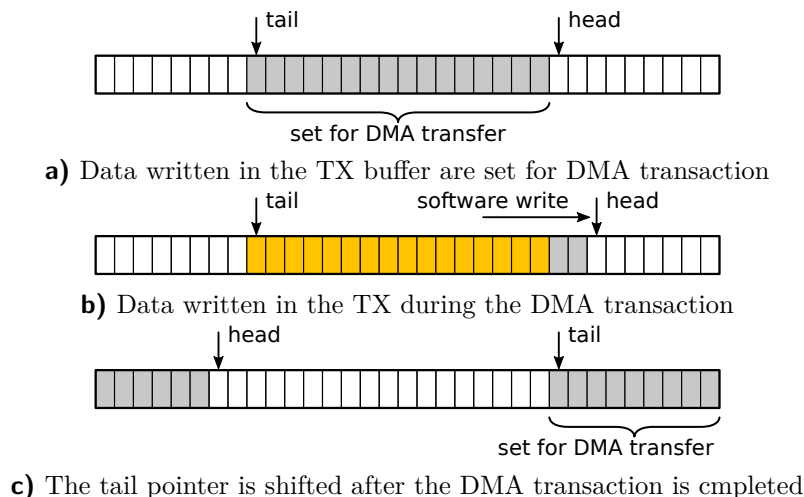 tail head
set for DMA transfer
a) Data written in the TX buffer are set for DMA transaction
tail software write head
b) Data written in the TX during the DMA transaction
head tail
set for DMA transfer
c) The tail pointer is shifted after the DMA transaction is cmpleted